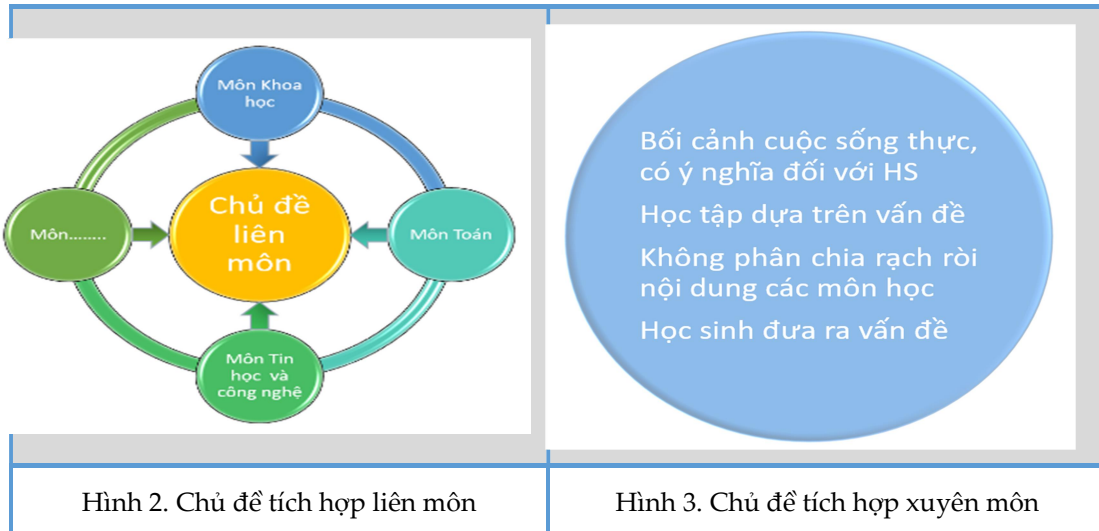 Môn Khoa
học
Môn........
Chủ đề
liên
môn
Môn Toán
Môn Tin
học và
công nghệ
Bối cảnh cuộc sống thực,
có ý nghĩa đối với HS
Học tập dựa trên vấn đề
Không phân chia rạch ròi
nội dung các môn học
Học sinh đưa ra vấn đề
Hình 2. Chủ đề tích hợp liên môn
Hình 3. Chủ đề tích hợp xuyên môn